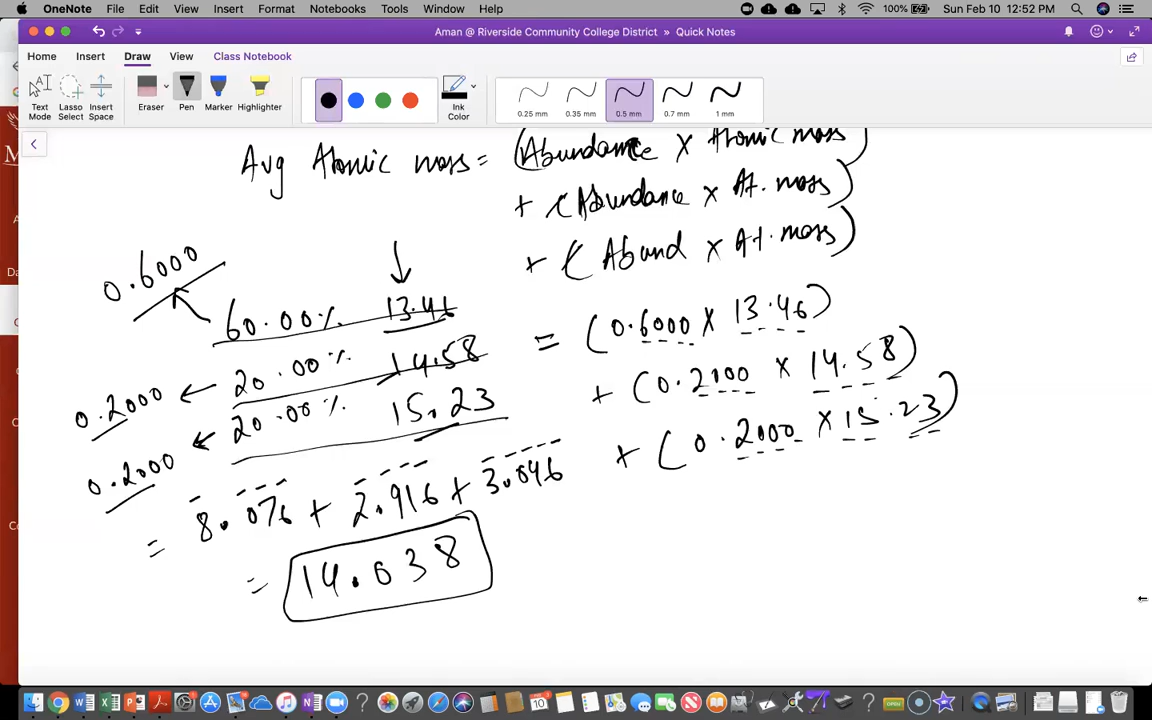 OneNote File Edit View Insert Format Notebooks Tools Window Help 100% Sun Feb 10 12:52 PM
Aman @ Riverside Community College District » Quick Notes
Home Insert Draw View Class Notebook
Text Mode
Lasso Select
Insert Space
Eraser
Pen
Marker
Highlighter
Ink Color
0.25 mm
0.35 mm
0.5 mm
0.7 mm
1 mm
Avg Atomic mass = (Abundance X Atomic mass)
+ (Abundance X At. mass)
+ (Abund X At. mass)
0.6000
60.00% 13.46
0.2000 ← 20.00% 14.58
0.2000 ← 20.00% 15.23
= (0.6000 X 13.46)
+ (0.2000 X 14.58)
+ (0.2000 X 15.23)
= 8.076 + 2.916 + 3.046
= 14.038